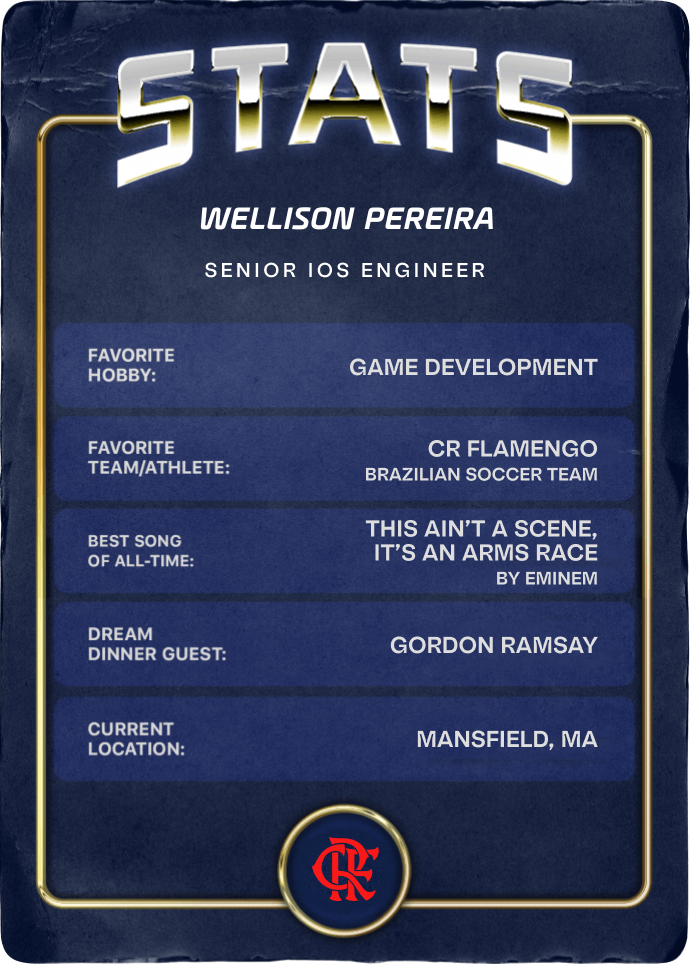 STATS
WELLISON PEREIRA
SENIOR IOS ENGINEER
FAVORITE
HOBBY:
GAME DEVELOPMENT
FAVORITE
TEAM/ATHLETE:
CR FLAMENGO
BRAZILIAN SOCCER TEAM
BEST SONG
OF ALL-TIME:
THIS AIN'T A SCENE,
IT'S AN ARMS RACE
BY EMINEM
DREAM
DINNER GUEST:
GORDON RAMSAY
CURRENT
LOCATION:
MANSFIELD, MA
CRF